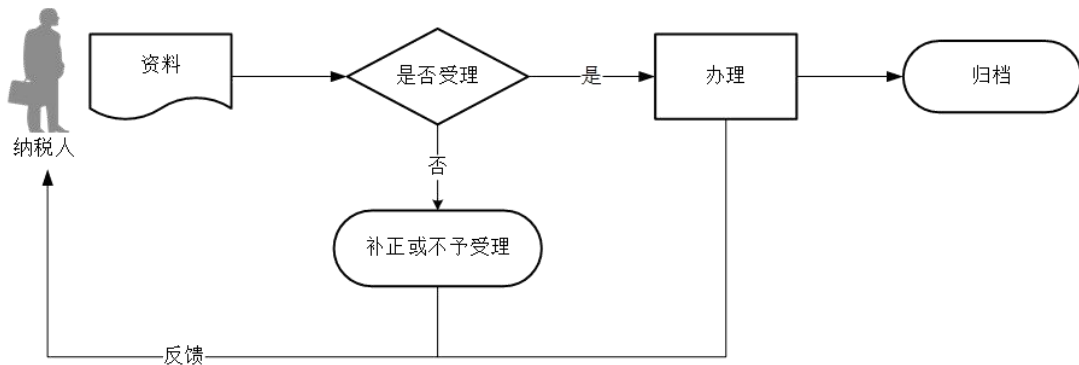 资料
是否受理
是
办理
归档
纳税人
否
补正或不予受理
反馈